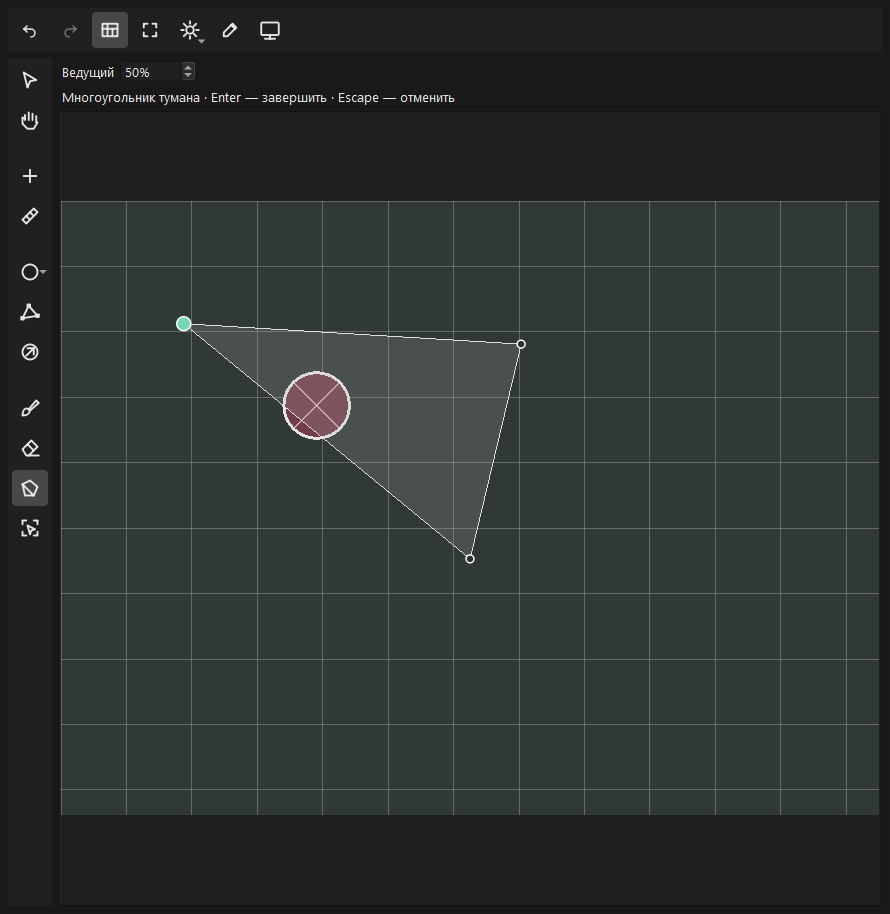 Ведущий 50%
Многоугольник тумана · Enter — завершить · Escape — отменить